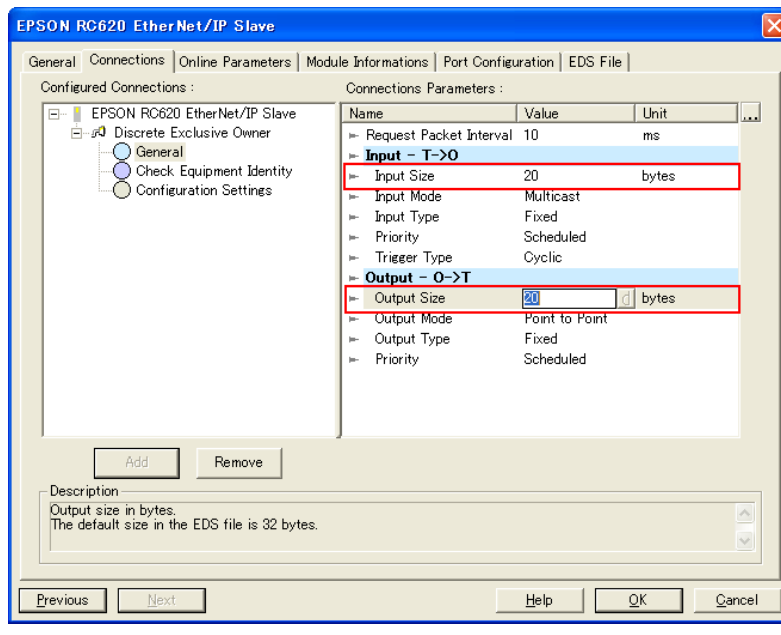 EPSON RC620 EtherNet/IP Slave
General Connections Online Parameters Module Informations Port Configuration EDS File
Configured Connections :
EPSON RC620 EtherNet/IP Slave
Discrete Exclusive Owner
General
Check Equipment Identity
Configuration Settings
Connections Parameters :
Name Value Unit ...
Request Packet Interval 10 ms
Input - T->O
Input Size 20 bytes
Input Mode Multicast
Input Type Fixed
Priority Scheduled
Trigger Type Cyclic
Output - O->T
Output Size 20 d bytes
Output Mode Point to Point
Output Type Fixed
Priority Scheduled
Add Remove
Description
Output size in bytes.
The default size in the EDS file is 32 bytes.
Previous Next Help OK Cancel